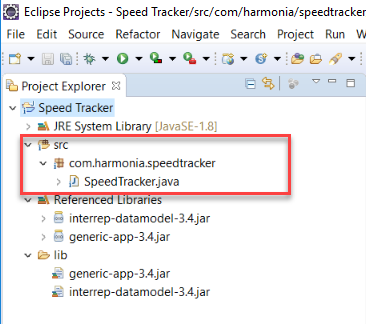 Eclipse Projects - Speed Tracker/src/com/harmonia/speedtracker
File Edit Source Refactor Navigate Search Project Run
Project Explorer
Speed Tracker
JRE System Library [JavaSE-1.8]
src
com.harmonia.speedtracker
SpeedTracker.java
Referenced Libraries
interrep-datamodel-3.4.jar
generic-app-3.4.jar
lib
generic-app-3.4.jar
interrep-datamodel-3.4.jar